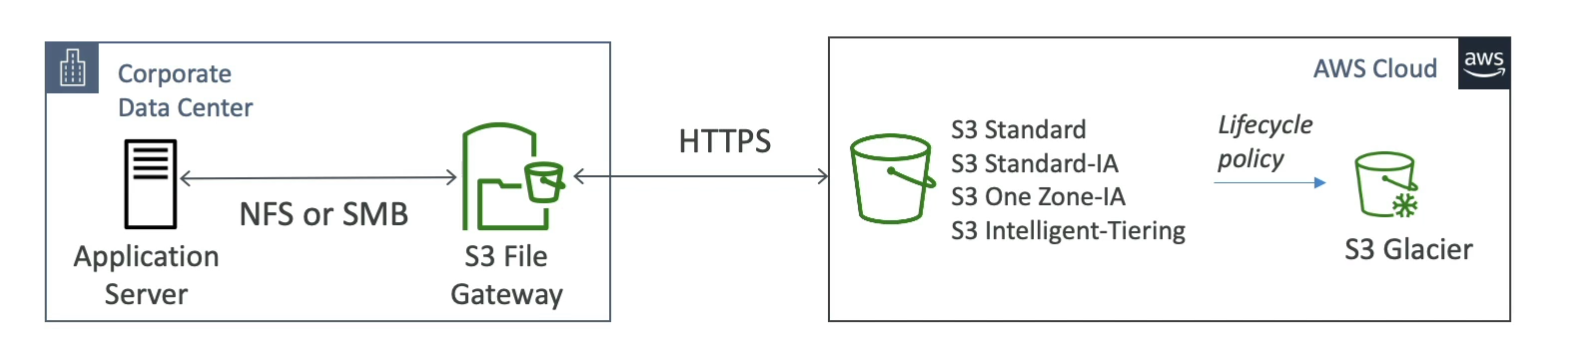 Corporate
Data Center
Application
Server
NFS or SMB
S3 File
Gateway
HTTPS
AWS Cloud
aws
S3 Standard
S3 Standard-IA
S3 One Zone-IA
S3 Intelligent-Tiering
Lifecycle
policy
S3 Glacier